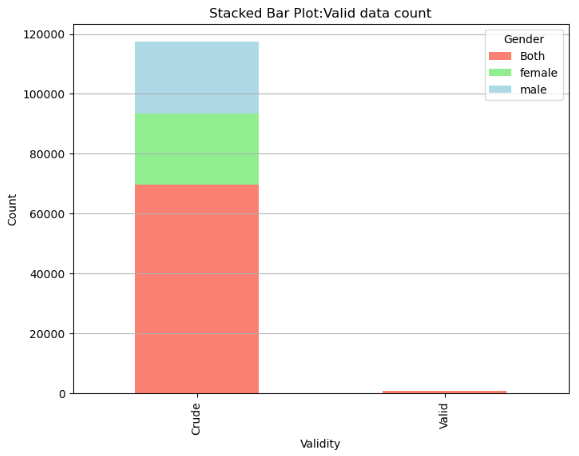 Stacked Bar Plot:Valid data count
Gender
Both
female
male
120000
100000
80000
60000
40000
20000
0
Count
Crude
Valid
Validity